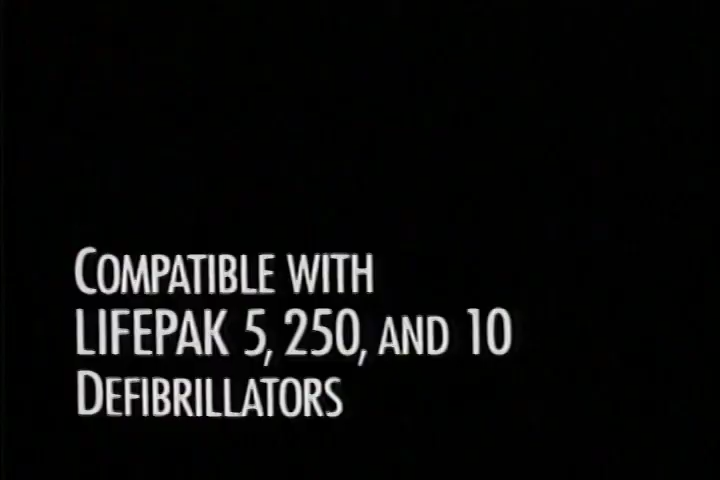 COMPATIBLE WITH
LIFEPAK 5, 250, AND 10
DEFIBRILLATORS